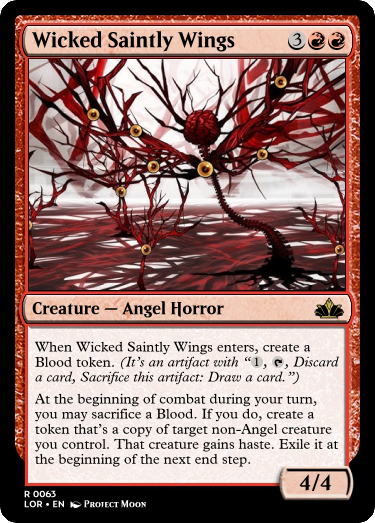 Wicked Saintly Wings 3
Creature — Angel Horror
When Wicked Saintly Wings enters, create a
Blood token. (It's an artifact with “1, , Discard
a card, Sacrifice this artifact: Draw a card.”)
At the beginning of combat during your turn,
you may sacrifice a Blood. If you do, create a
token that's a copy of target non-Angel creature
you control. That creature gains haste. Exile it at
the beginning of the next end step.
4/4
R 0063
LOR • EN Protect Moon